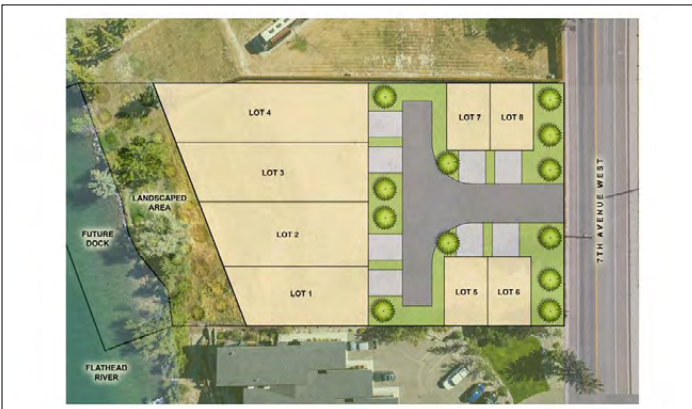 LOT 4
LOT 7
LOT 8
LOT 3
LANDSCAPED
AREA
7TH AVENUE WEST
FUTURE
DOCK
LOT 2
LOT 1
LOT 5
LOT 6
FLATHEAD
RIVER